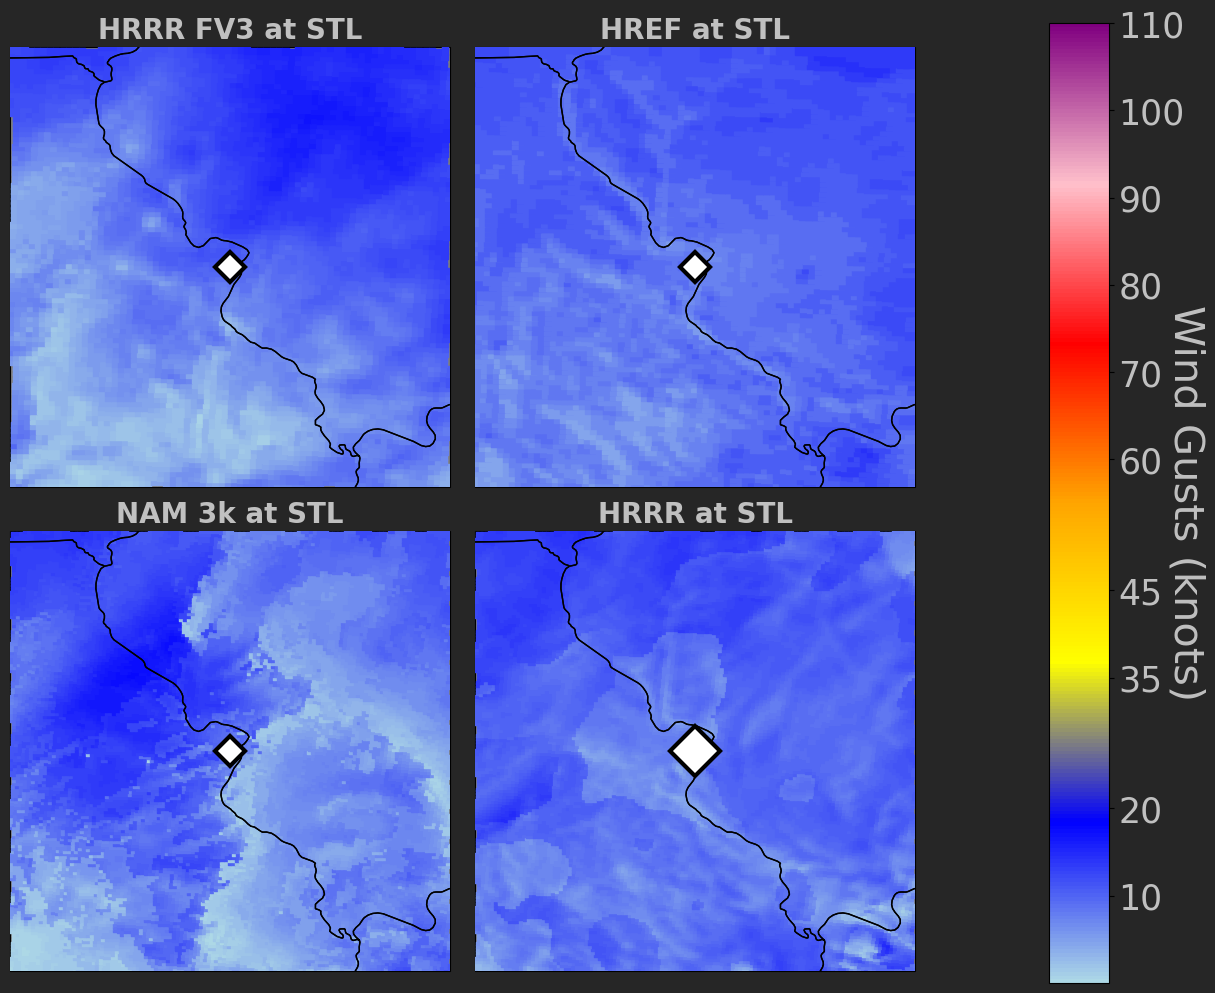 HRRR FV3 at STL
HREF at STL
NAM 3k at STL
HRRR at STL
110
100
90
80
70
60
45
35
20
10
Wind Gusts (knots)